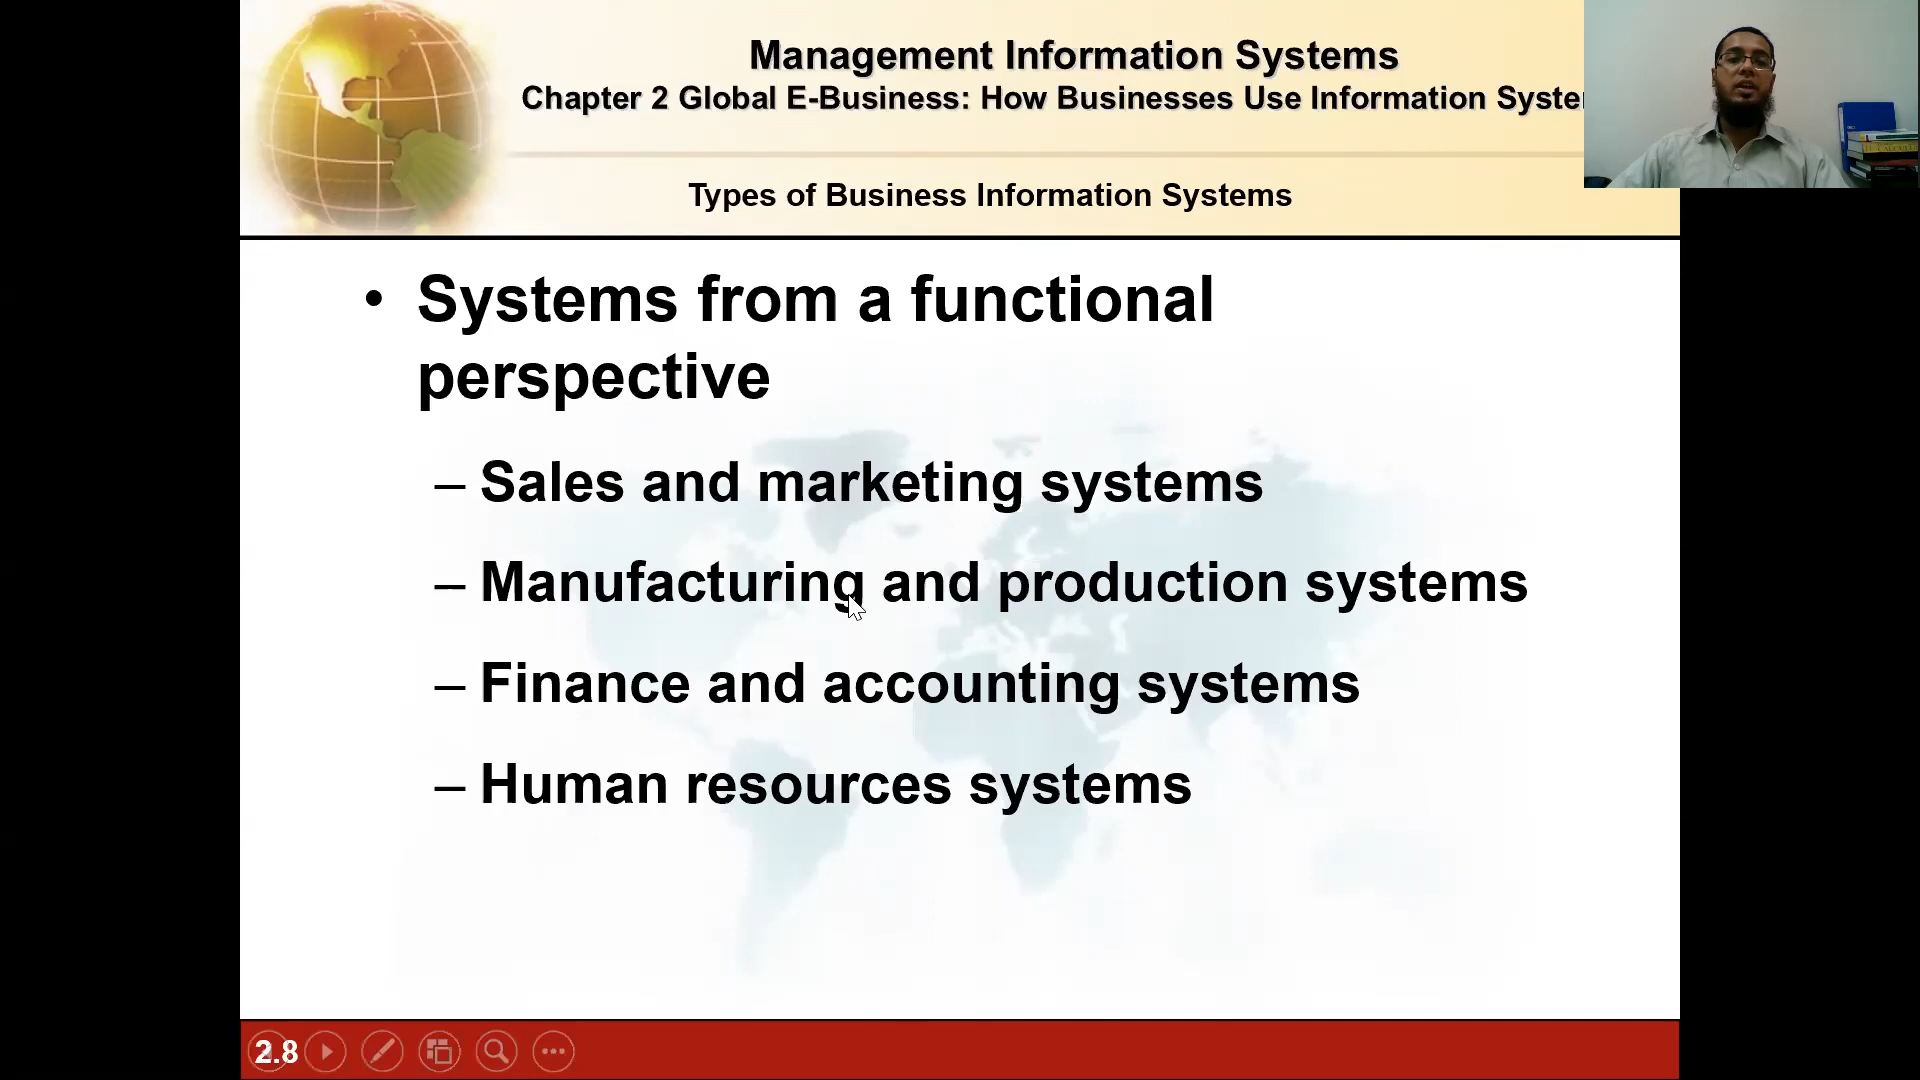 Management Information Systems
Chapter 2 Global E-Business: How Businesses Use Information
Types of Business Information Systems
• Systems from a functional
perspective
– Sales and marketing systems
– Manufacturing and production systems
– Finance and accounting systems
– Human resources systems
2.8